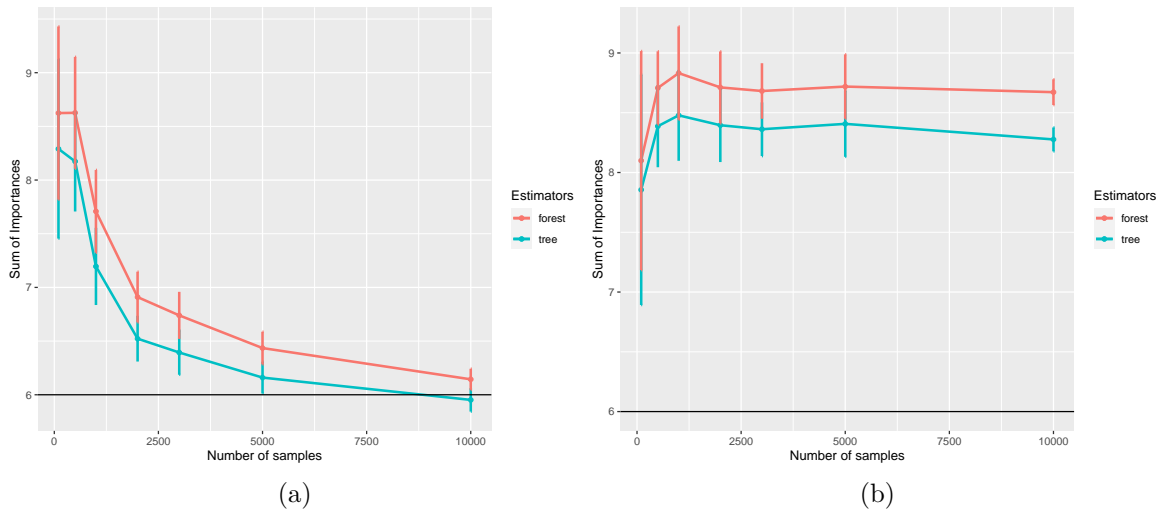 9
8
7
6
Sum of Importances
0
2500
5000
7500
10000
Number of samples
Estimators
forest
tree
(a)
9
8
7
6
Sum of Importances
0
2500
5000
7500
10000
Number of samples
Estimators
forest
tree
(b)